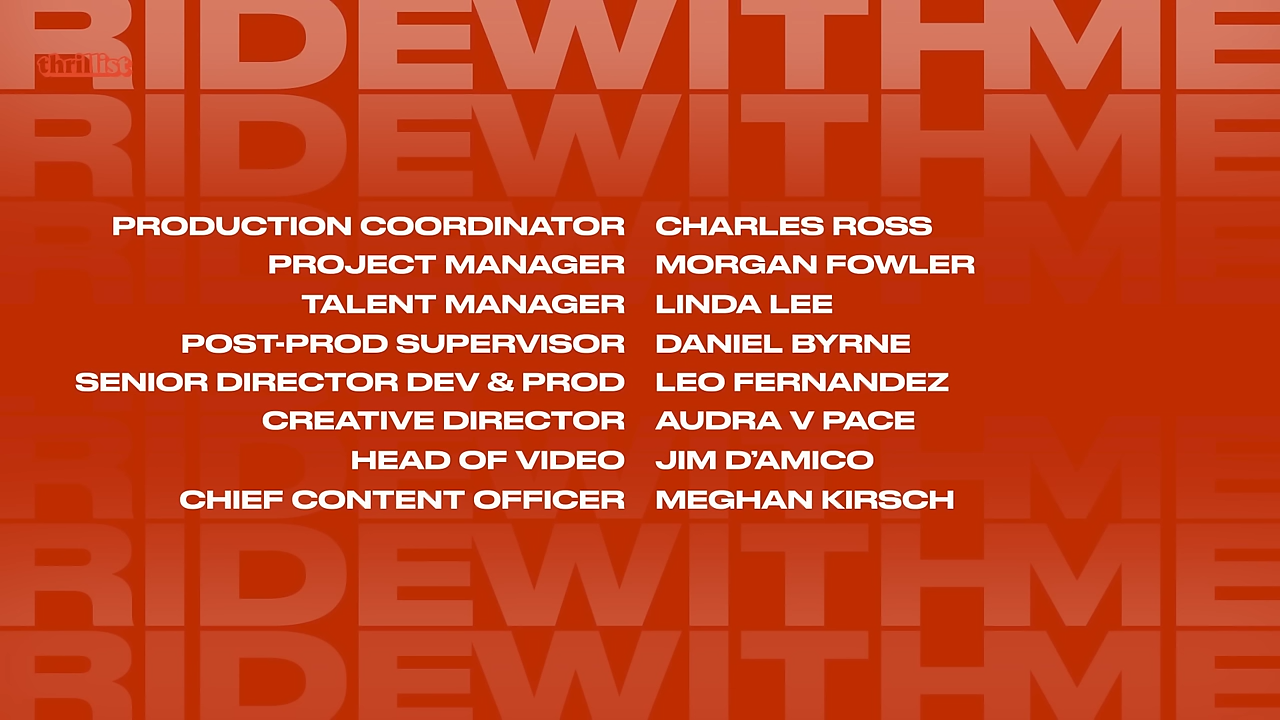 RIDEWITHME
thrillist
RIDEWITHME
RIDEWITHME
PRODUCTION COORDINATOR CHARLES ROSS
PROJECT MANAGER MORGAN FOWLER
TALENT MANAGER LINDA LEE
POST-PROD SUPERVISOR DANIEL BYRNE
SENIOR DIRECTOR DEV & PROD LEO FERNANDEZ
CREATIVE DIRECTOR AUDRA V PACE
HEAD OF VIDEO JIM D'AMICO
CHIEF CONTENT OFFICER MEGHAN KIRSCH
RIDEWITHME
RIDEWITHME
RIDEWITHME